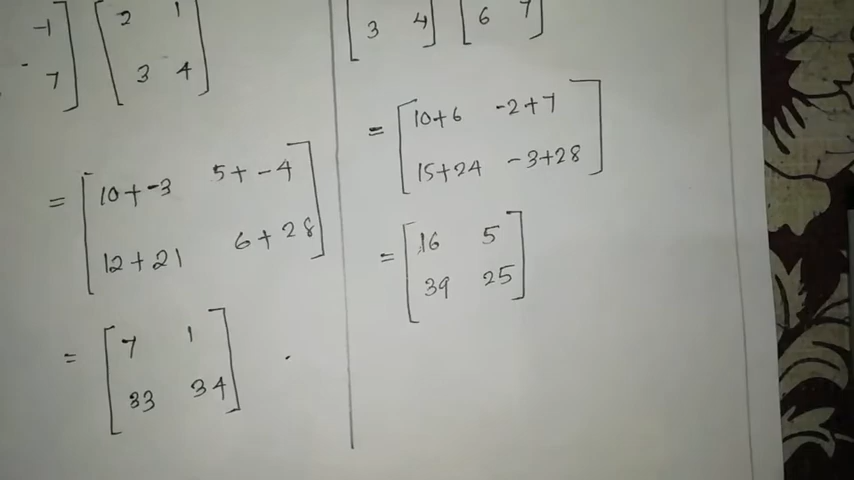 -1 2 1
- 7 3 4
= 10+-3 5+-4
12+21 6+28
= 7 1
33 34
3 4 6 7
= 10+6 -2+7
15+24 -3+28
= 16 5
39 25